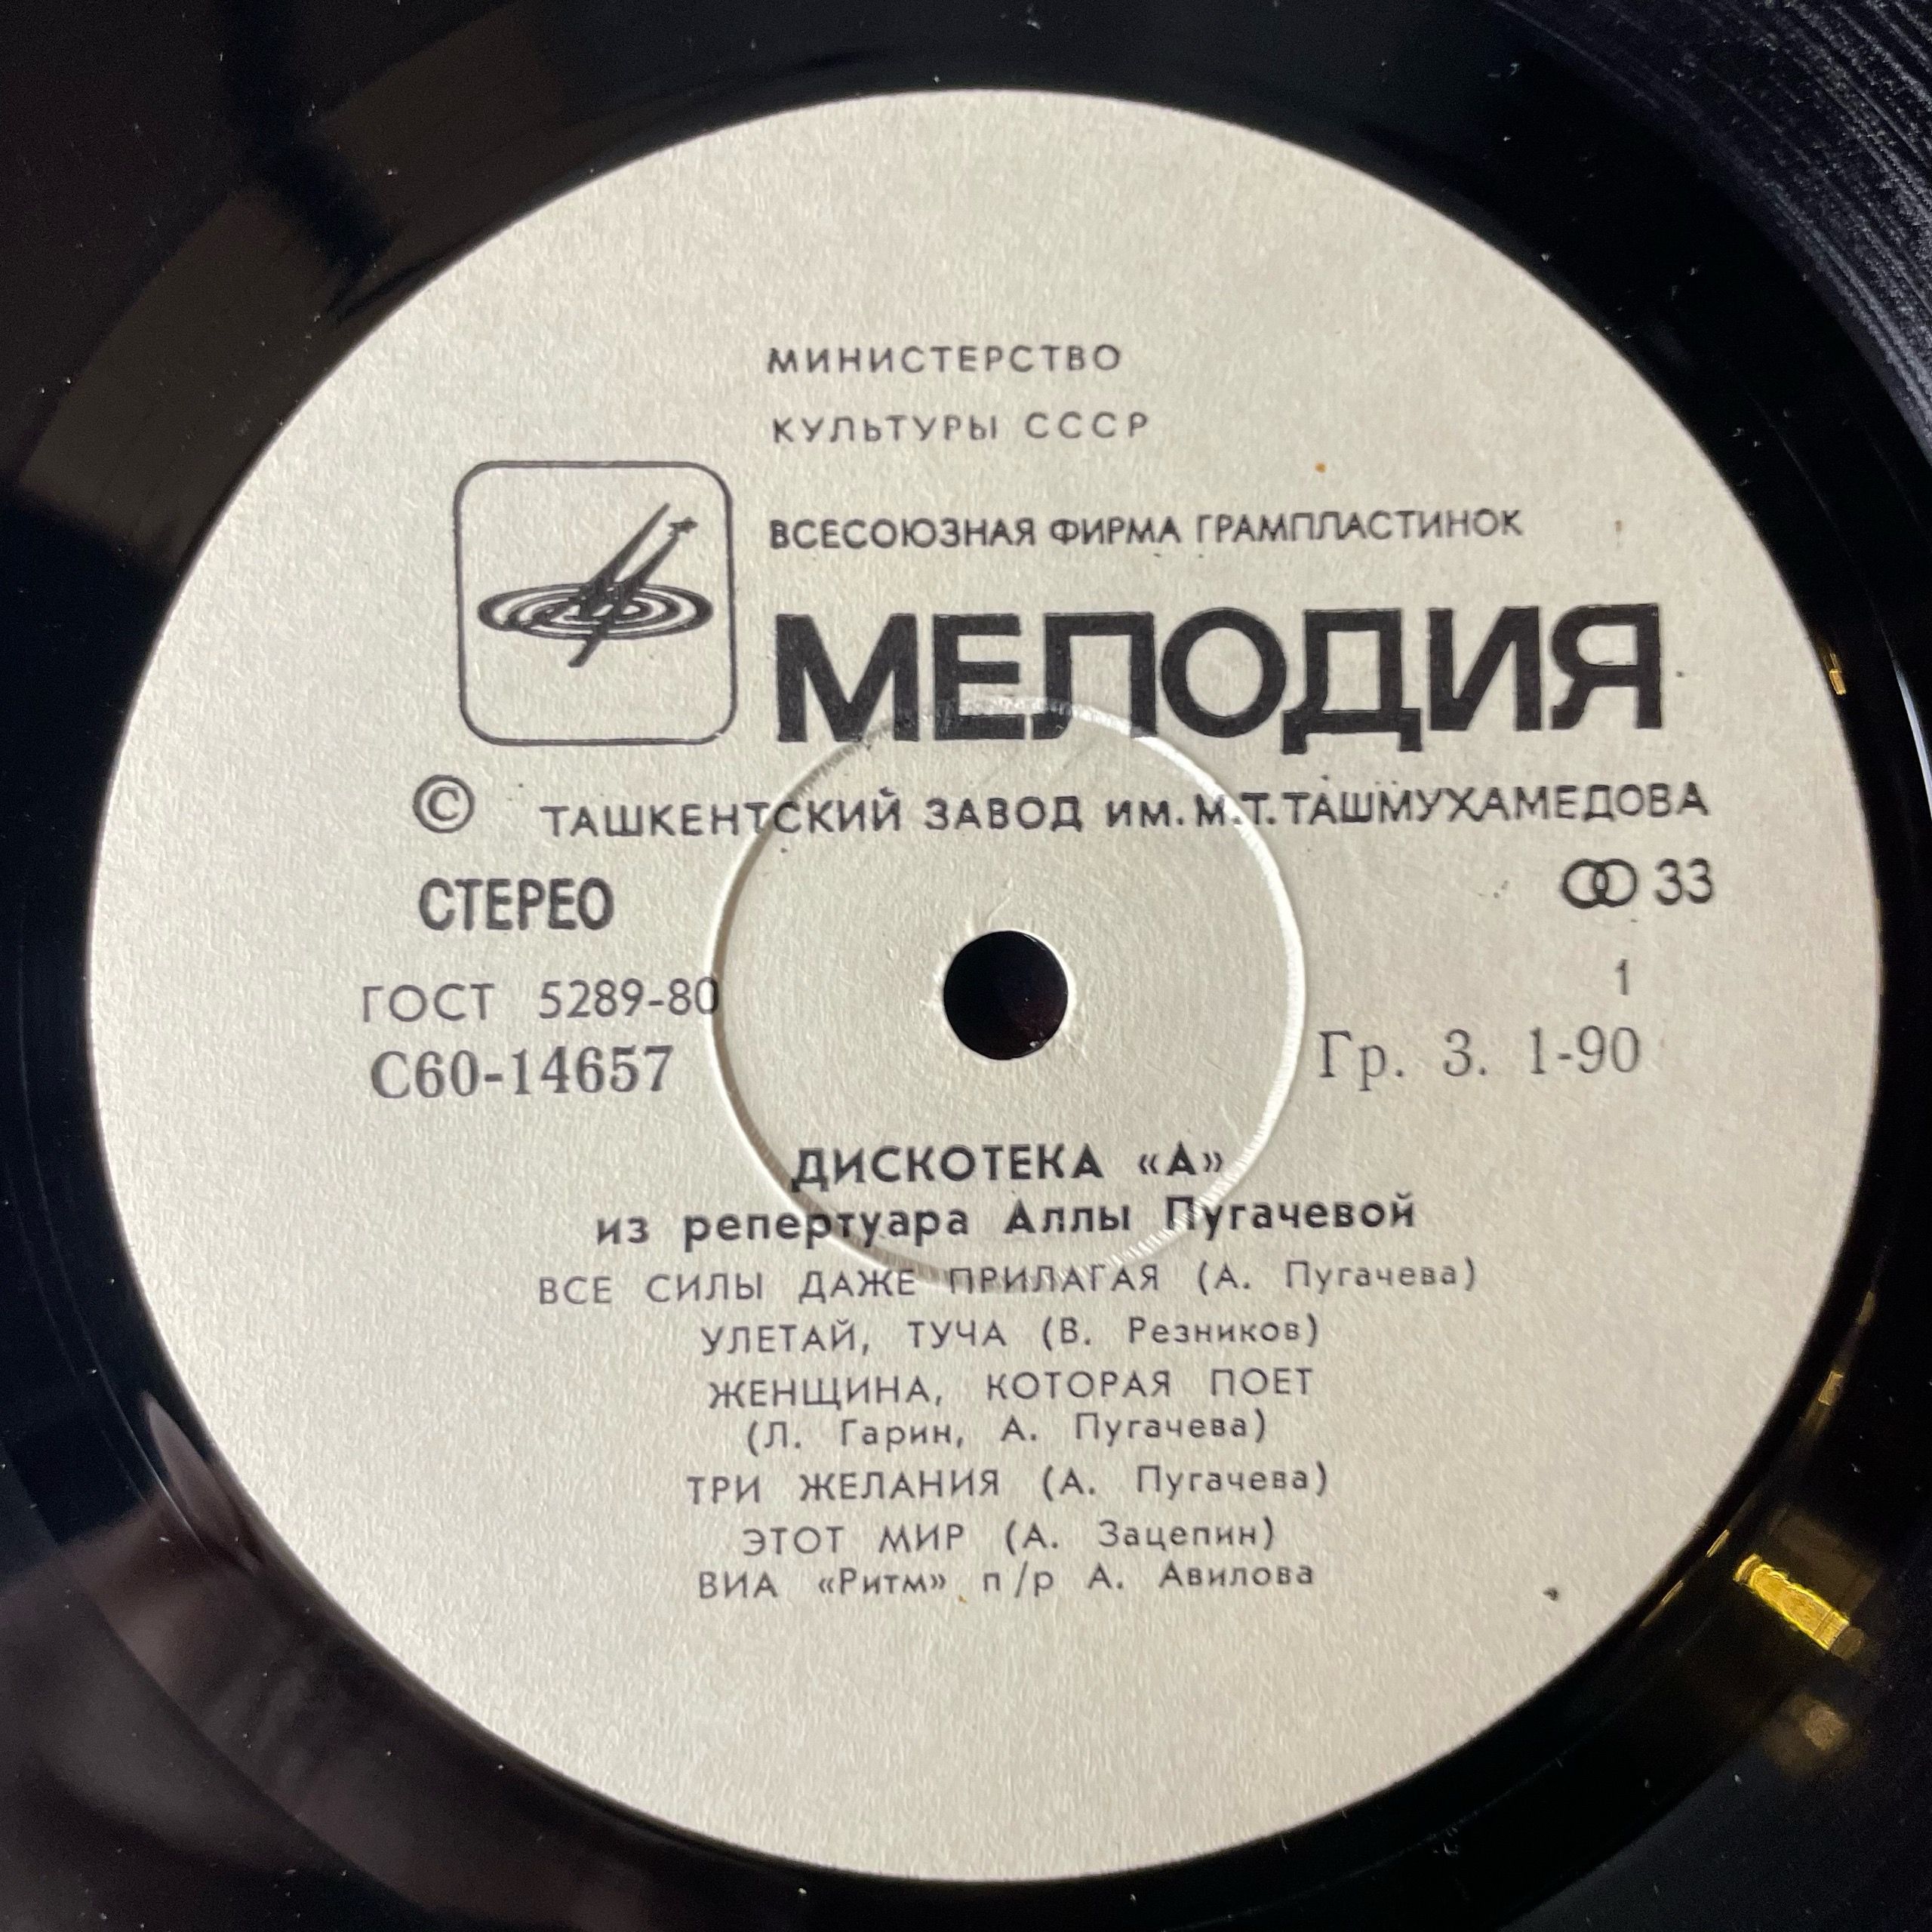 МИНИСТЕРСТВО
КУЛЬТУРЫ СССР
ВСЕСОЮЗНАЯ ФИРМА ГРАМПЛАСТИНОК
МЕЛОДИЯ
© ТАШКЕНТСКИЙ ЗАВОД ИМ. М.Т.ТАШМУХАМЕДОВА
СТЕРЕО 33
ГОСТ 5289-80 1
С60-14657 Гр. 3. 1-90
ДИСКОТЕКА «А»
из репертуара Аллы Пугачевой
ВСЕ СИЛЫ ДАЖЕ ПРИЛАГАЯ (А. Пугачева)
УЛЕТАЙ, ТУЧА (В. Резников)
ЖЕНЩИНА, КОТОРАЯ ПОЕТ
(Л. Гарин, А. Пугачева)
ТРИ ЖЕЛАНИЯ (А. Пугачева)
ЭТОТ МИР (А. Зацепин)
ВИА «Ритм» п/р А. Авилова